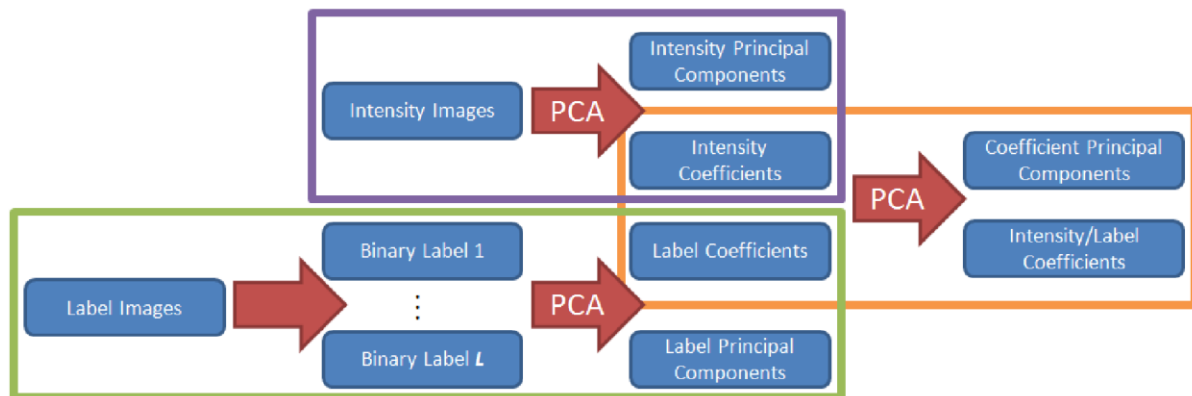 Intensity Images
PCA
Intensity Principal
Components
Intensity
Coefficients
PCA
Coefficient Principal
Components
Intensity/Label
Coefficients
Label Images
Binary Label 1
⋮
Binary Label L
PCA
Label Coefficients
Label Principal
Components